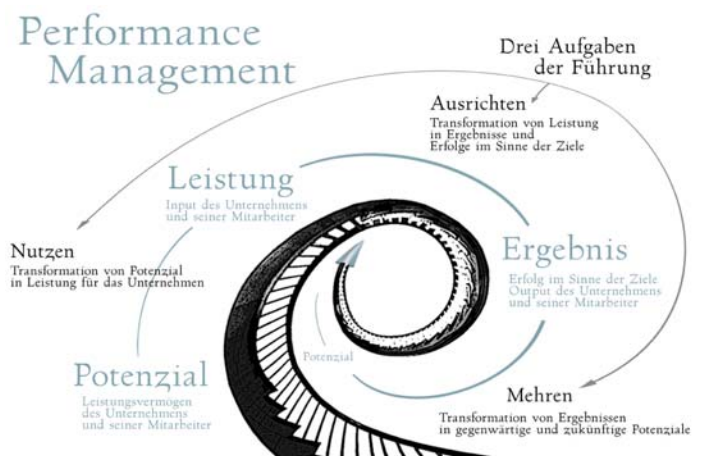 Performance
Management
Drei Aufgaben
der Führung
Ausrichten
Transformation von Leistung
in Ergebnisse und
Erfolge im Sinne der Ziele
Leistung
Input des Unternehmens
und seiner Mitarbeiter
Nutzen
Transformation von Potenzial
in Leistung für das Unternehmen
Ergebnis
Erfolg im Sinne der Ziele
Output des Unternehmens
und seiner Mitarbeiter
Potenzial
Potenzial
Leistungsvermögen
des Unternehmens
und seiner Mitarbeiter
Mehren
Transformation von Ergebnissen
in gegenwärtige und zukünftige Potenziale